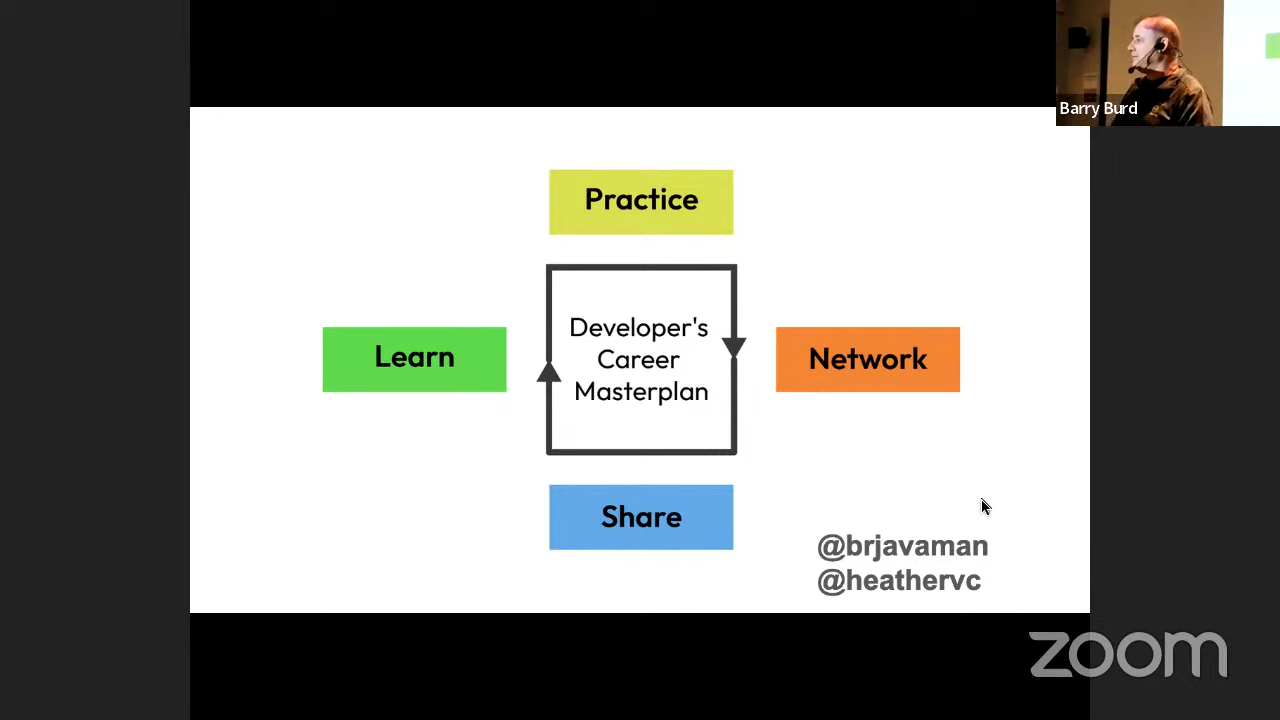 Barry Burd
Practice
Learn
Developer's
Career
Masterplan
Network
Share
@brjavaman
@heathervc
zoom